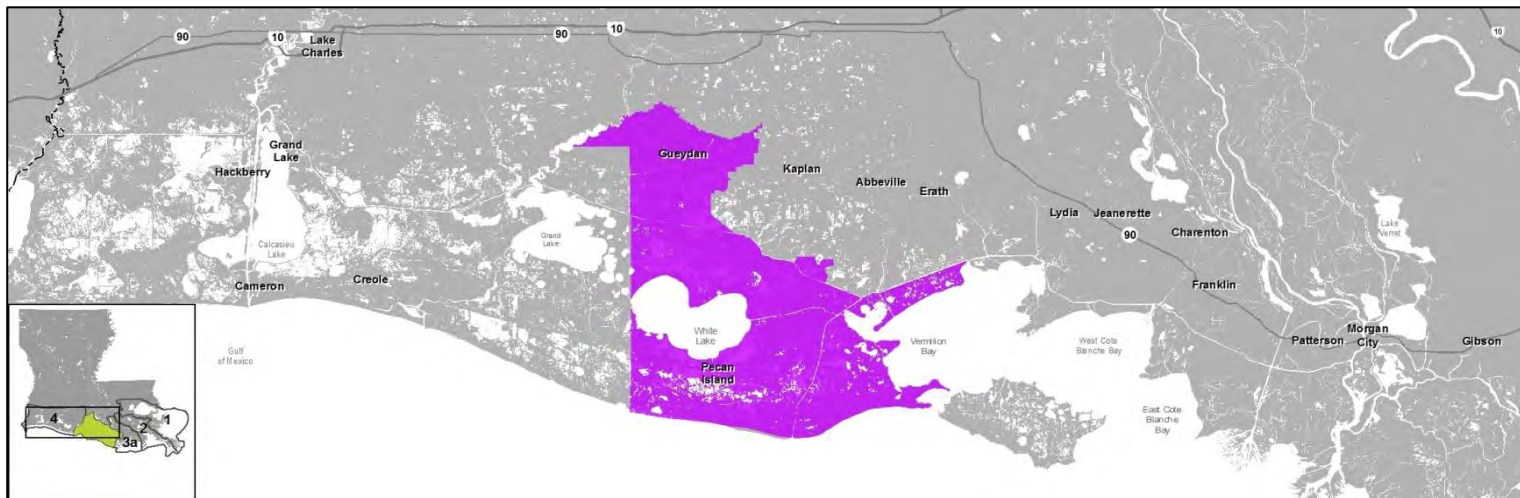 90
10
Lake
Charles
90
10
10
Grand
Lake
Hackberry
Gueydan
Kaplan
Abbeville
Erath
Lydia
Jeanerette
90
Charenton
Lake
Verret
Grand
Lake
Calcasieu
Lake
Cameron
Creole
Franklin
White
Lake
Vermilion
Bay
West Cote
Blanche Bay
Patterson
Morgan
City
Gibson
Gulf
of Mexico
Pecan
Island
East Cote
Blanche
Bay
4
1
2
3a